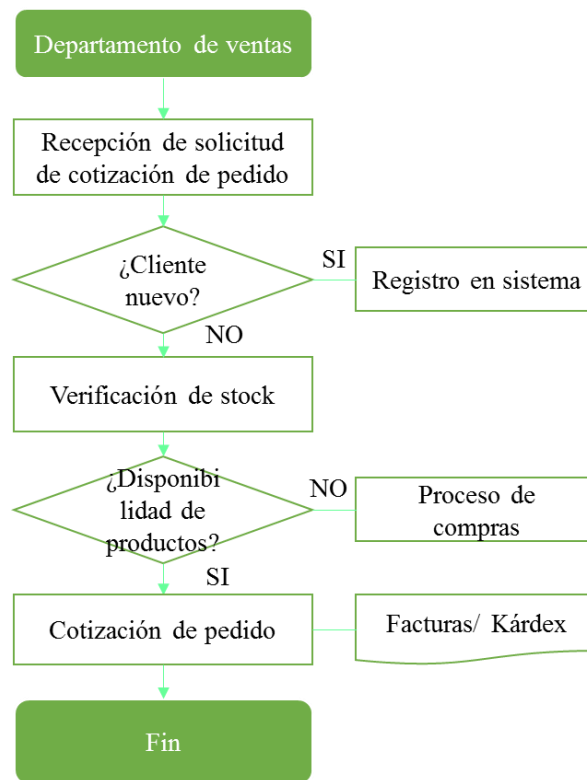 Departamento de ventas
Recepción de solicitud
de cotización de pedido
¿Cliente
nuevo?
SI
Registro en sistema
NO
Verificación de stock
¿Disponibi
lidad de
productos?
NO
Proceso de
compras
SI
Cotización de pedido
Facturas/ Kárdex
Fin